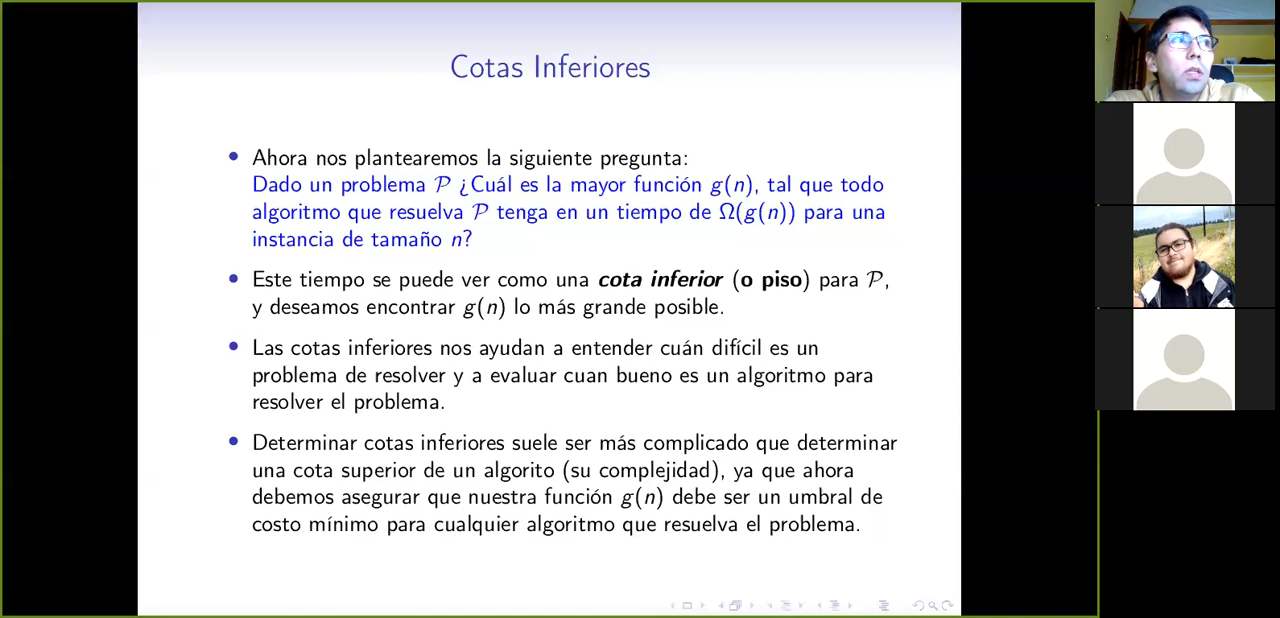 Cotas Inferiores
Ahora nos plantearemos la siguiente pregunta:
Dado un problema 𝒫 ¿Cuál es la mayor función g(n), tal que todo
algoritmo que resuelva 𝒫 tenga en un tiempo de Ω(g(n)) para una
instancia de tamaño n?
Este tiempo se puede ver como una cota inferior (o piso) para 𝒫,
y deseamos encontrar g(n) lo más grande posible.
Las cotas inferiores nos ayudan a entender cuán difícil es un
problema de resolver y a evaluar cuan bueno es un algoritmo para
resolver el problema.
Determinar cotas inferiores suele ser más complicado que determinar
una cota superior de un algorito (su complejidad), ya que ahora
debemos asegurar que nuestra función g(n) debe ser un umbral de
costo mínimo para cualquier algoritmo que resuelva el problema.